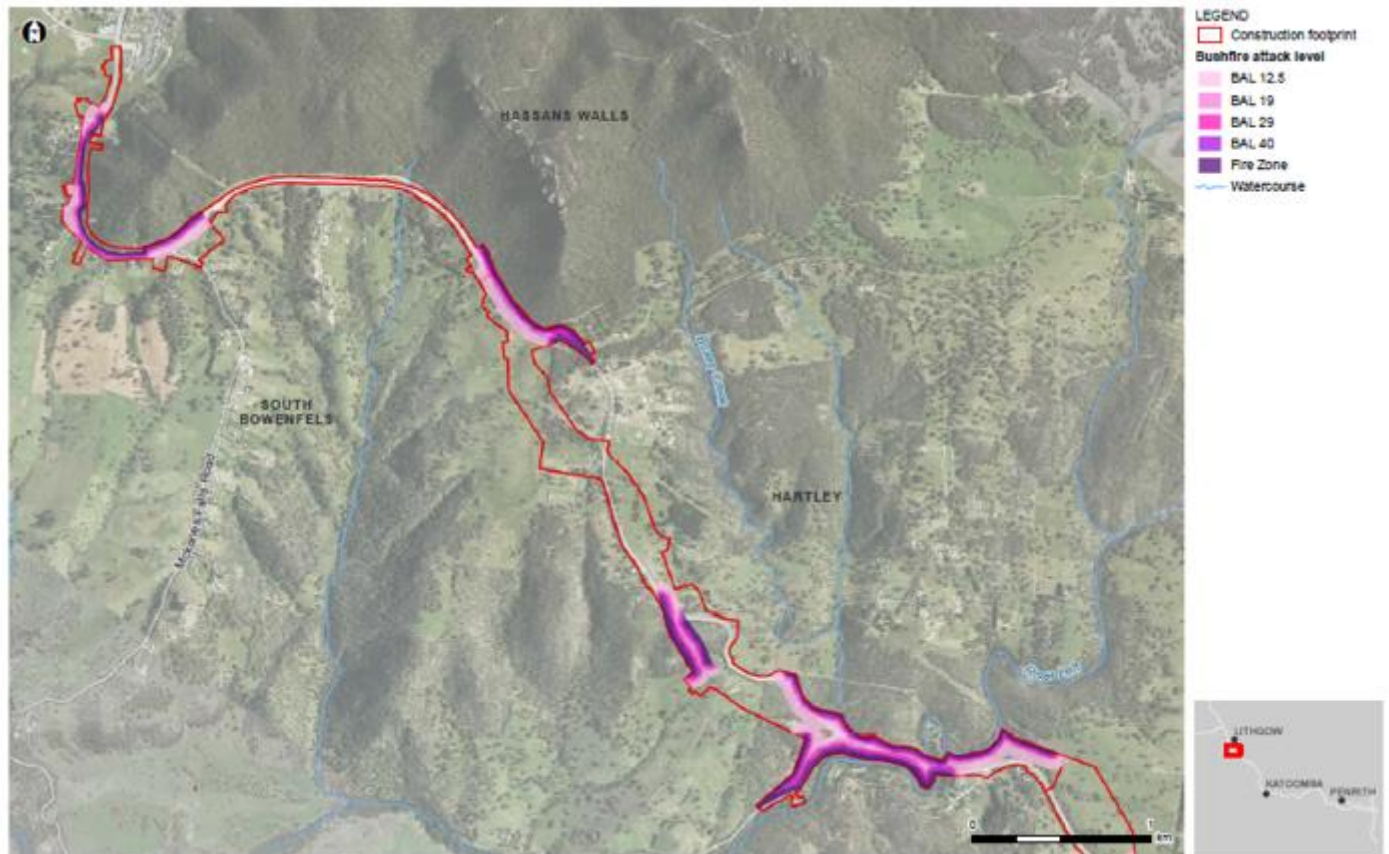 LEGEND
Construction footprint
Bushfire attack level
BAL 12.5
BAL 19
BAL 29
BAL 40
Fire Zone
Watercourse
HASSANS WALLS
SOUTH
BOWENFELS
HARTLEY
0
1
km
LITHGOW
KATOOMBA
PENRITH